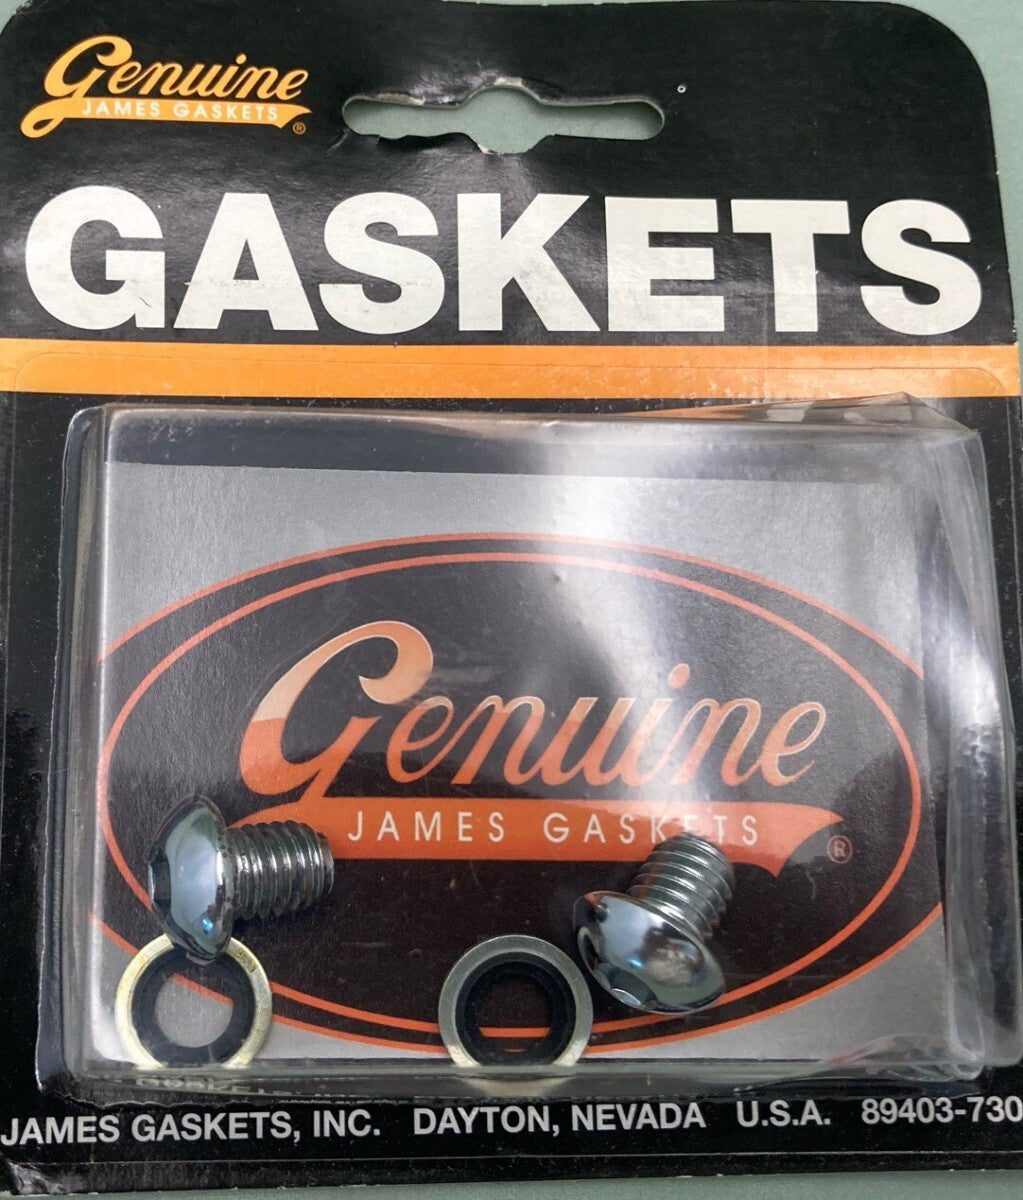 Genuine
JAMES GASKETS ®
GASKETS
Genuine
JAMES GASKETS ®
JAMES GASKETS, INC. DAYTON, NEVADA U.S.A. 89403-730